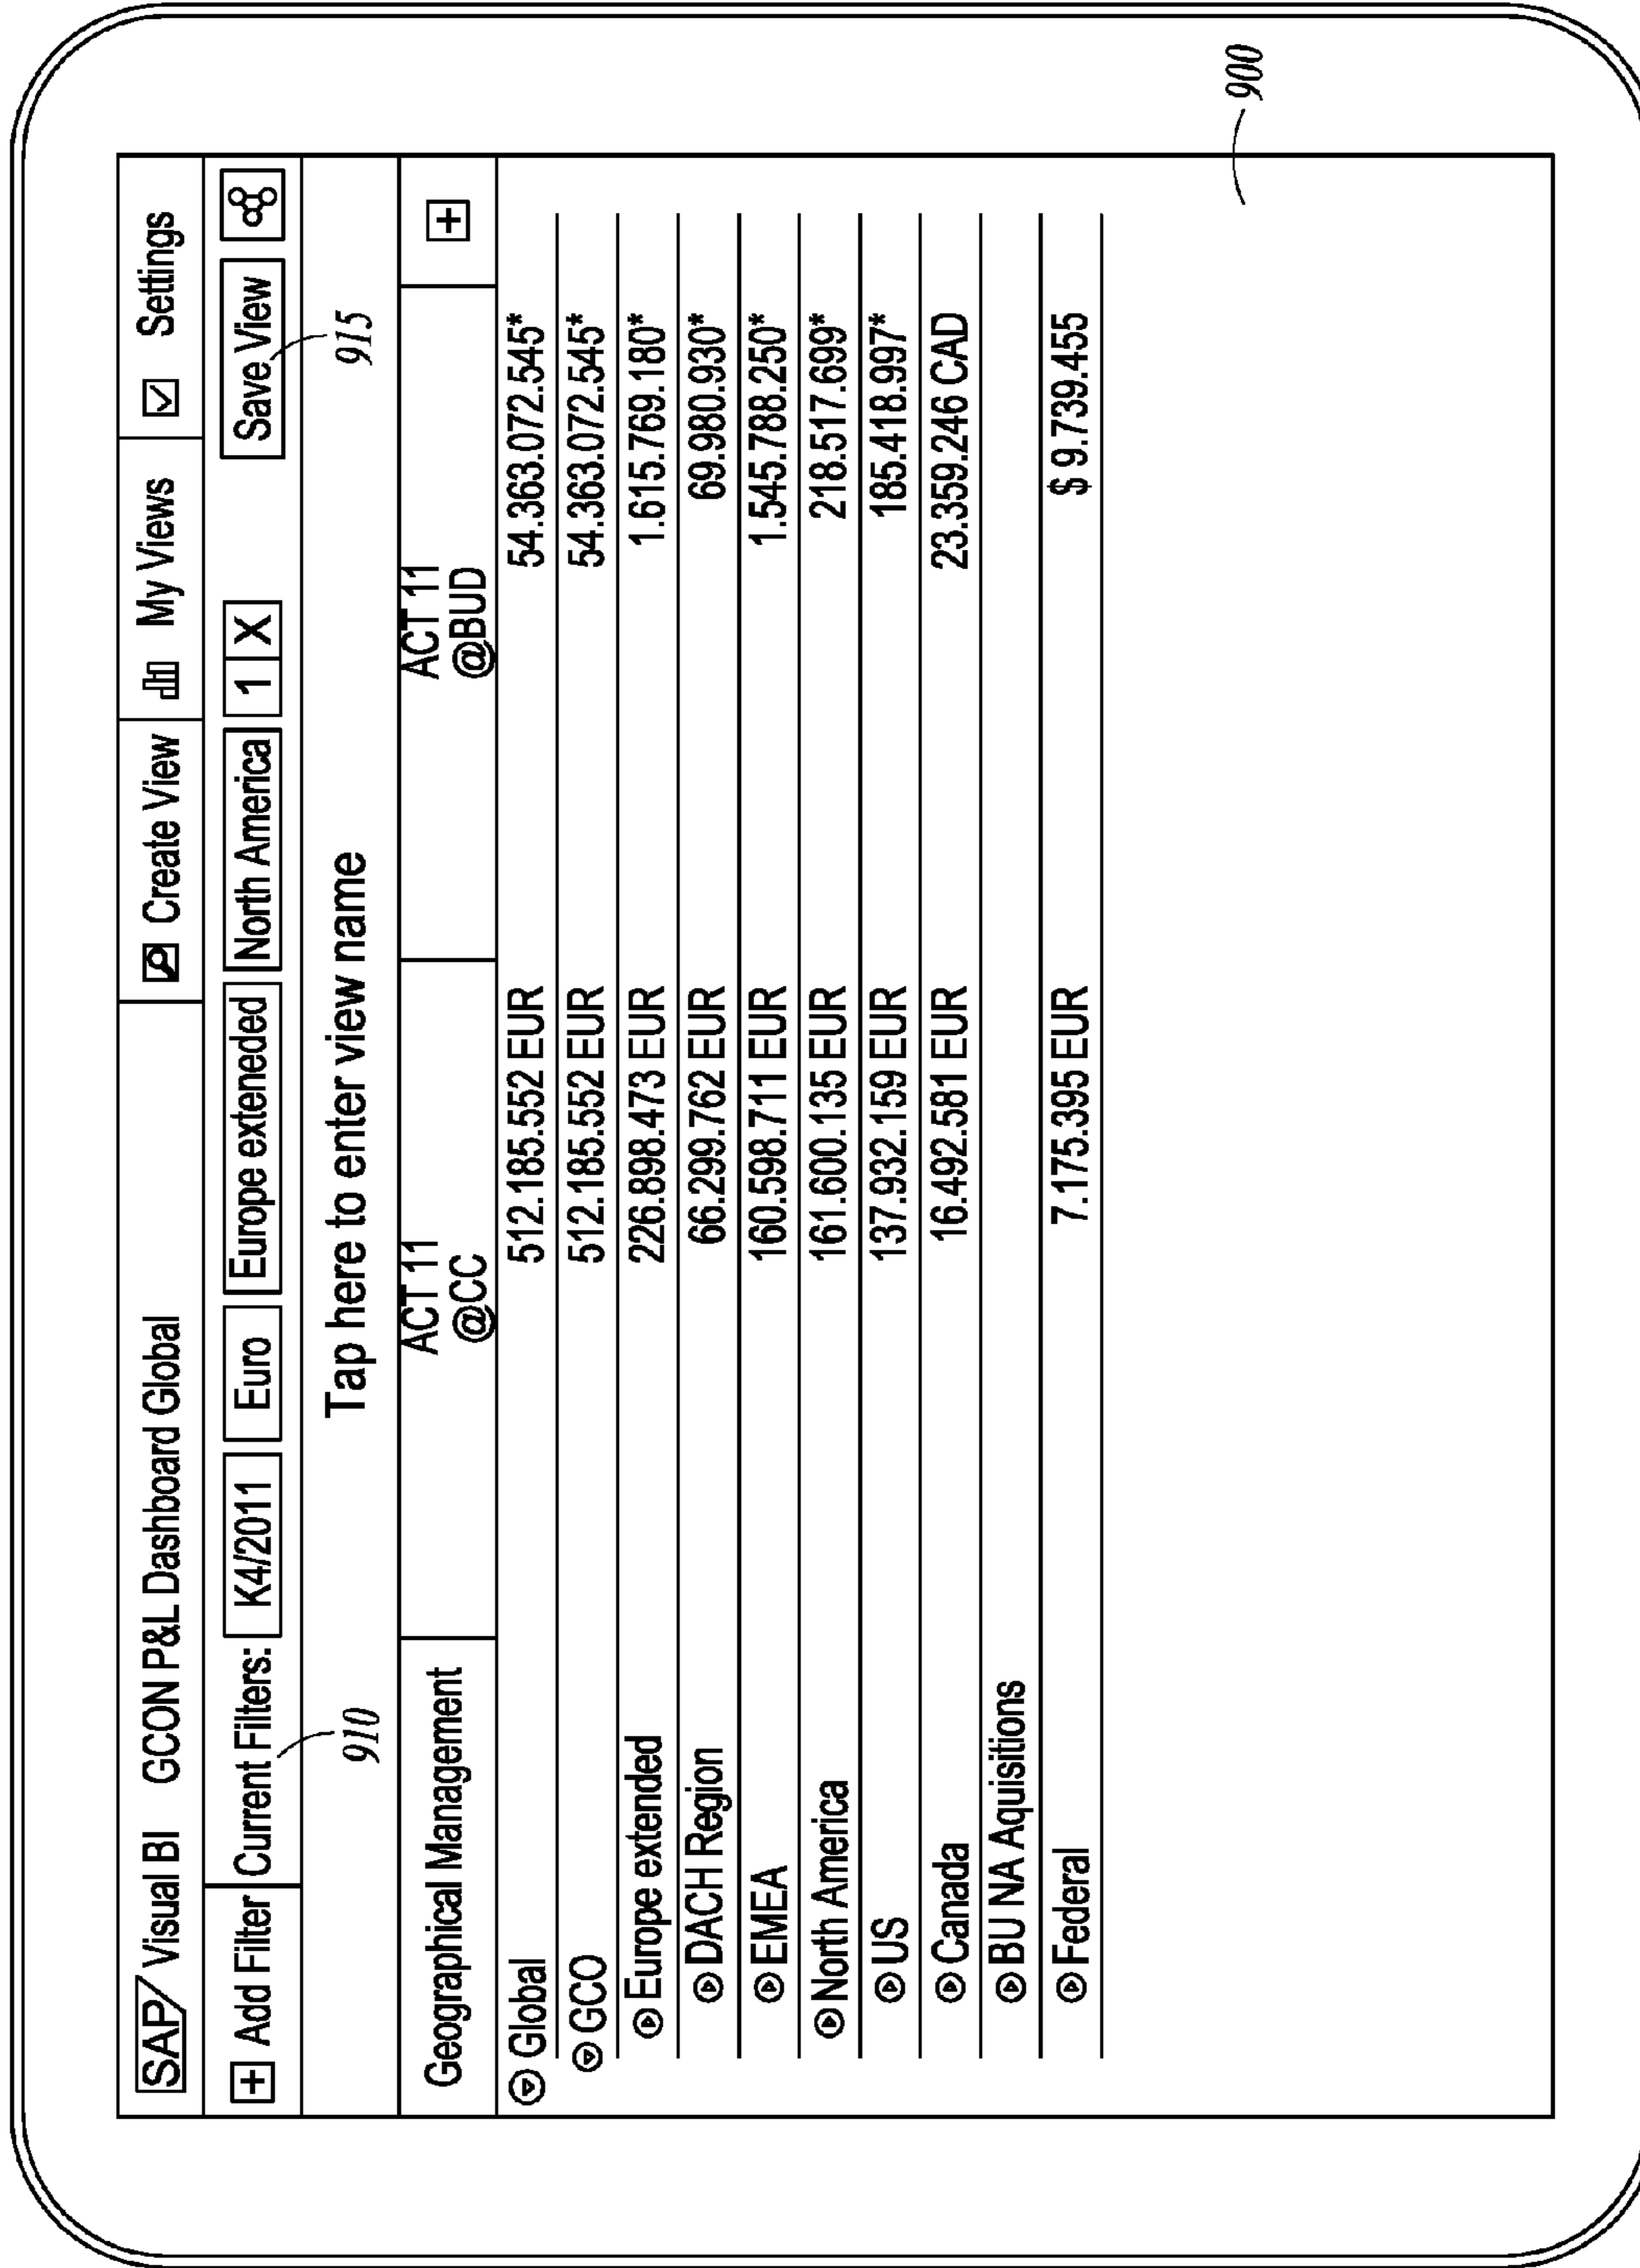 SAP Visual BI GCON P&L Dashboard Global Create View My Views Settings
+ Add Filter Current Filters: K4/2011 Euro Europe exteneded North America 1 X Save View
910 Tap here to enter view name 915
Geographical Management ACT 11 @CC ACT 11 @BUD +
Global 512.185.552 EUR 54.363.072.545*
GCO 512.185.552 EUR 54.363.072.545*
Europe extended 226.898.473 EUR 1.615.769.180*
DACH Region 66.299.762 EUR 69.980.930*
EMEA 160.598.711 EUR 1.545.788.250*
North America 161.600.135 EUR 218.517.699*
US 137.932.159 EUR 185.418.997*
Canada 16.492.581 EUR 23.359.246 CAD
BU NA Aquisitions
Federal 7.175.395 EUR $ 9.739.455
900